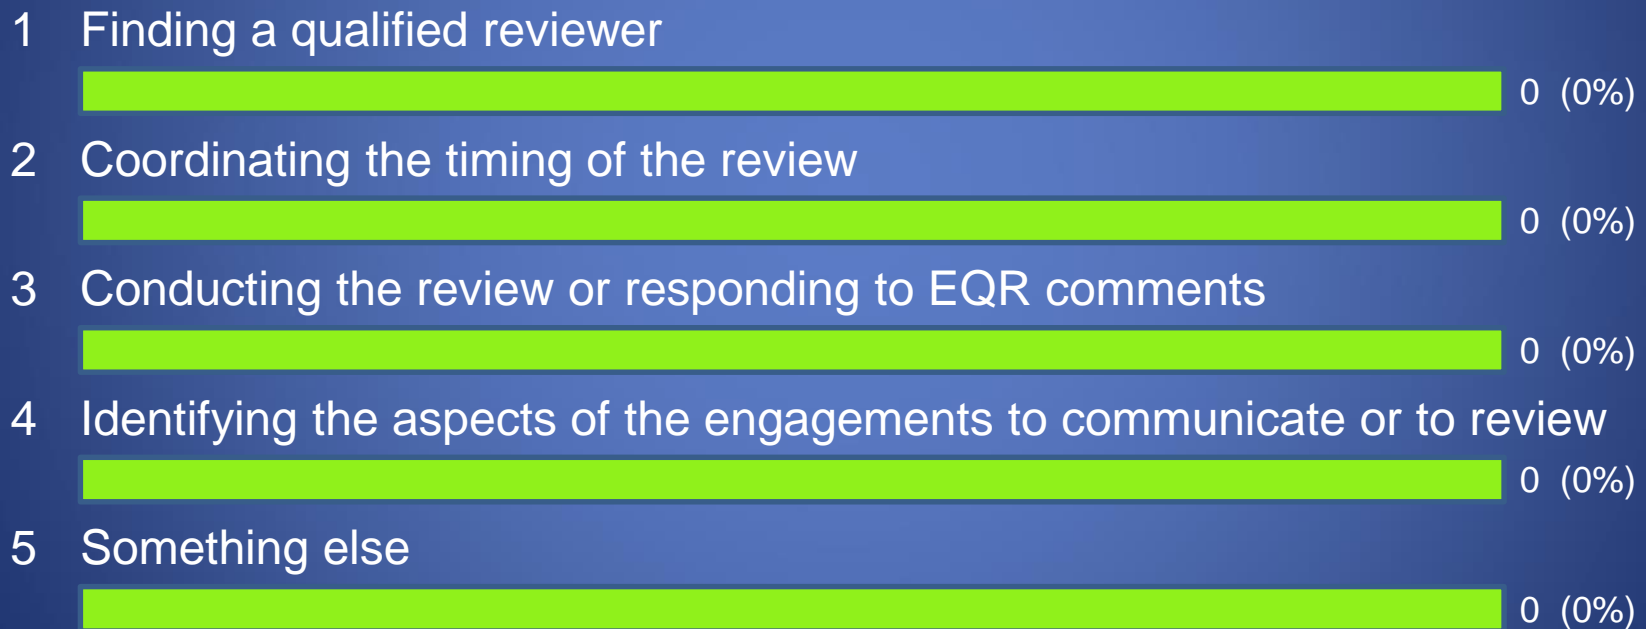 1 Finding a qualified reviewer
0 (0%)
2 Coordinating the timing of the review
0 (0%)
3 Conducting the review or responding to EQR comments
0 (0%)
4 Identifying the aspects of the engagements to communicate or to review
0 (0%)
5 Something else
0 (0%)